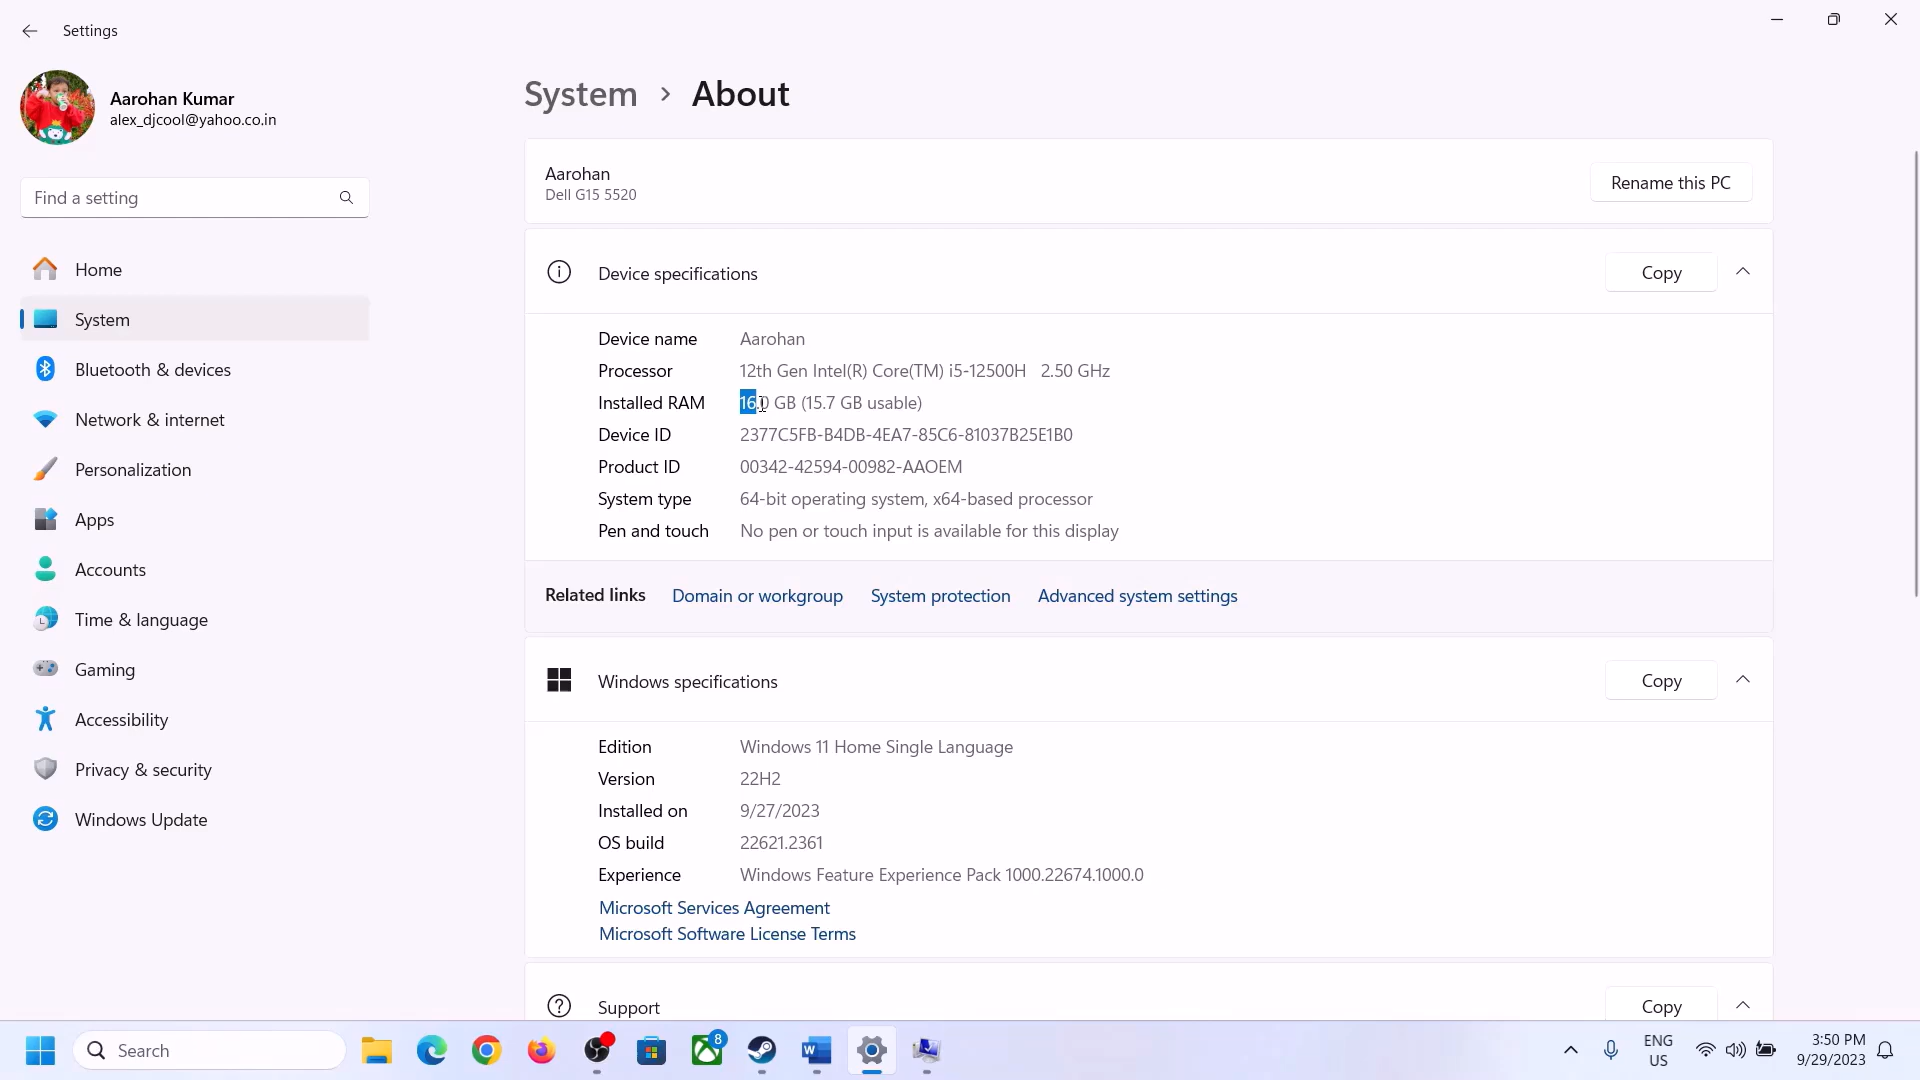 Settings
Aarohan Kumar
alex_djcool@yahoo.co.in
Find a setting
Home
System
Bluetooth & devices
Network & internet
Personalization
Apps
Accounts
Time & language
Gaming
Accessibility
Privacy & security
Windows Update
System > About
Aarohan
Dell G15 5520
Rename this PC
Device specifications
Copy
Device name Aarohan
Processor 12th Gen Intel(R) Core(TM) i5-12500H 2.50 GHz
Installed RAM 16.0 GB (15.7 GB usable)
Device ID 2377C5FB-B4DB-4EA7-85C6-81037B25E1B0
Product ID 00342-42594-00982-AAOEM
System type 64-bit operating system, x64-based processor
Pen and touch No pen or touch input is available for this display
Related links Domain or workgroup System protection Advanced system settings
Windows specifications
Copy
Edition Windows 11 Home Single Language
Version 22H2
Installed on 9/27/2023
OS build 22621.2361
Experience Windows Feature Experience Pack 1000.22674.1000.0
Microsoft Services Agreement
Microsoft Software License Terms
Support
Copy
Search
8
W
ENG
US
3:50 PM
9/29/2023